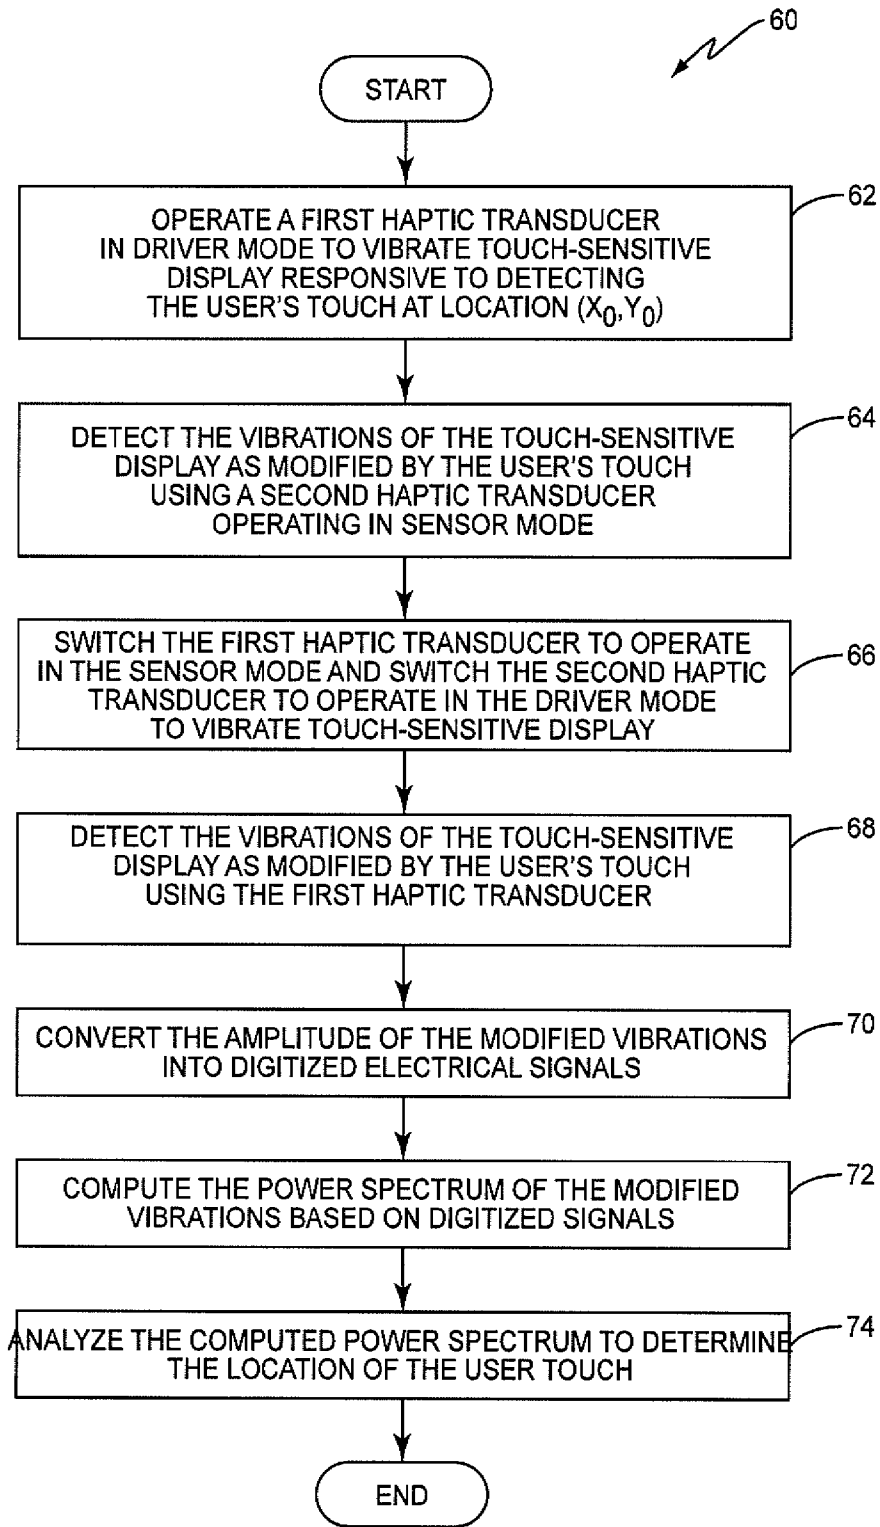 60
START
62
OPERATE A FIRST HAPTIC TRANSDUCER
IN DRIVER MODE TO VIBRATE TOUCH-SENSITIVE
DISPLAY RESPONSIVE TO DETECTING
THE USER'S TOUCH AT LOCATION (X0,Y0)
64
DETECT THE VIBRATIONS OF THE TOUCH-SENSITIVE
DISPLAY AS MODIFIED BY THE USER'S TOUCH
USING A SECOND HAPTIC TRANSDUCER
OPERATING IN SENSOR MODE
66
SWITCH THE FIRST HAPTIC TRANSDUCER TO OPERATE
IN THE SENSOR MODE AND SWITCH THE SECOND HAPTIC
TRANSDUCER TO OPERATE IN THE DRIVER MODE
TO VIBRATE TOUCH-SENSITIVE DISPLAY
68
DETECT THE VIBRATIONS OF THE TOUCH-SENSITIVE
DISPLAY AS MODIFIED BY THE USER'S TOUCH
USING THE FIRST HAPTIC TRANSDUCER
70
CONVERT THE AMPLITUDE OF THE MODIFIED VIBRATIONS
INTO DIGITIZED ELECTRICAL SIGNALS
72
COMPUTE THE POWER SPECTRUM OF THE MODIFIED
VIBRATIONS BASED ON DIGITIZED SIGNALS
74
ANALYZE THE COMPUTED POWER SPECTRUM TO DETERMINE
THE LOCATION OF THE USER TOUCH
END